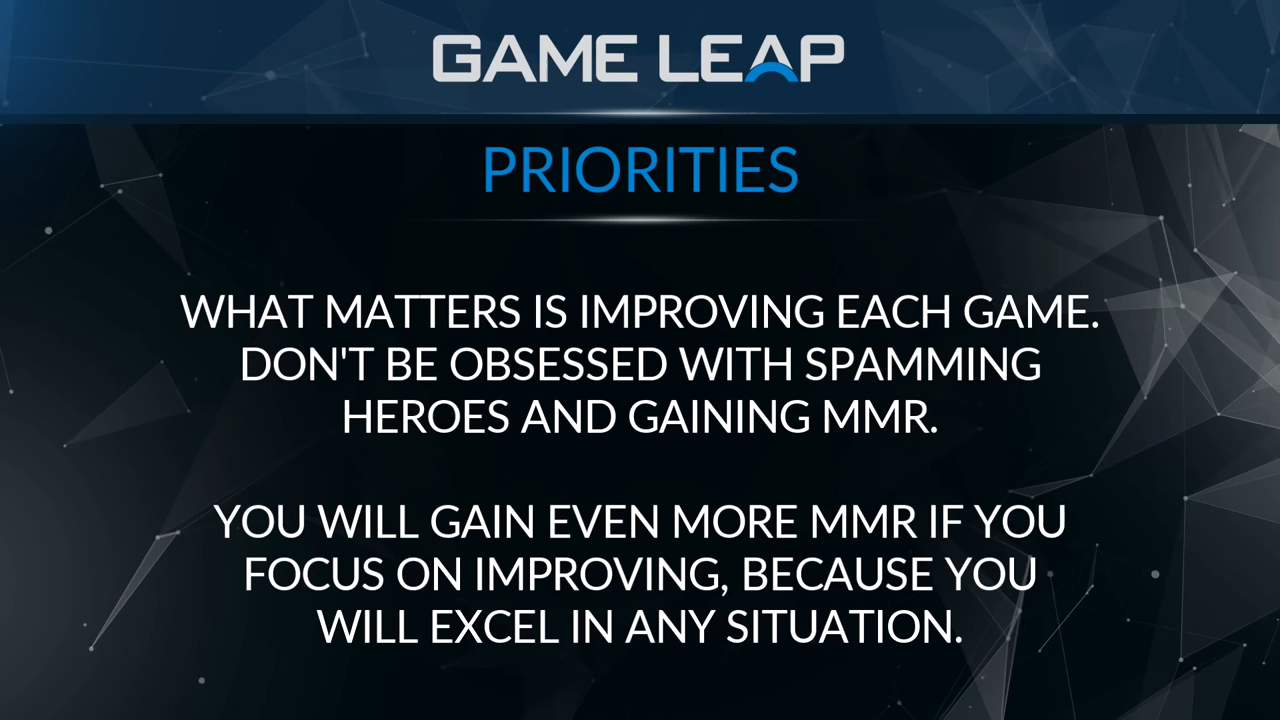 GAME LEAP
PRIORITIES
WHAT MATTERS IS IMPROVING EACH GAME.
DON'T BE OBSESSED WITH SPAMMING
HEROES AND GAINING MMR.
YOU WILL GAIN EVEN MORE MMR IF YOU
FOCUS ON IMPROVING, BECAUSE YOU
WILL EXCEL IN ANY SITUATION.